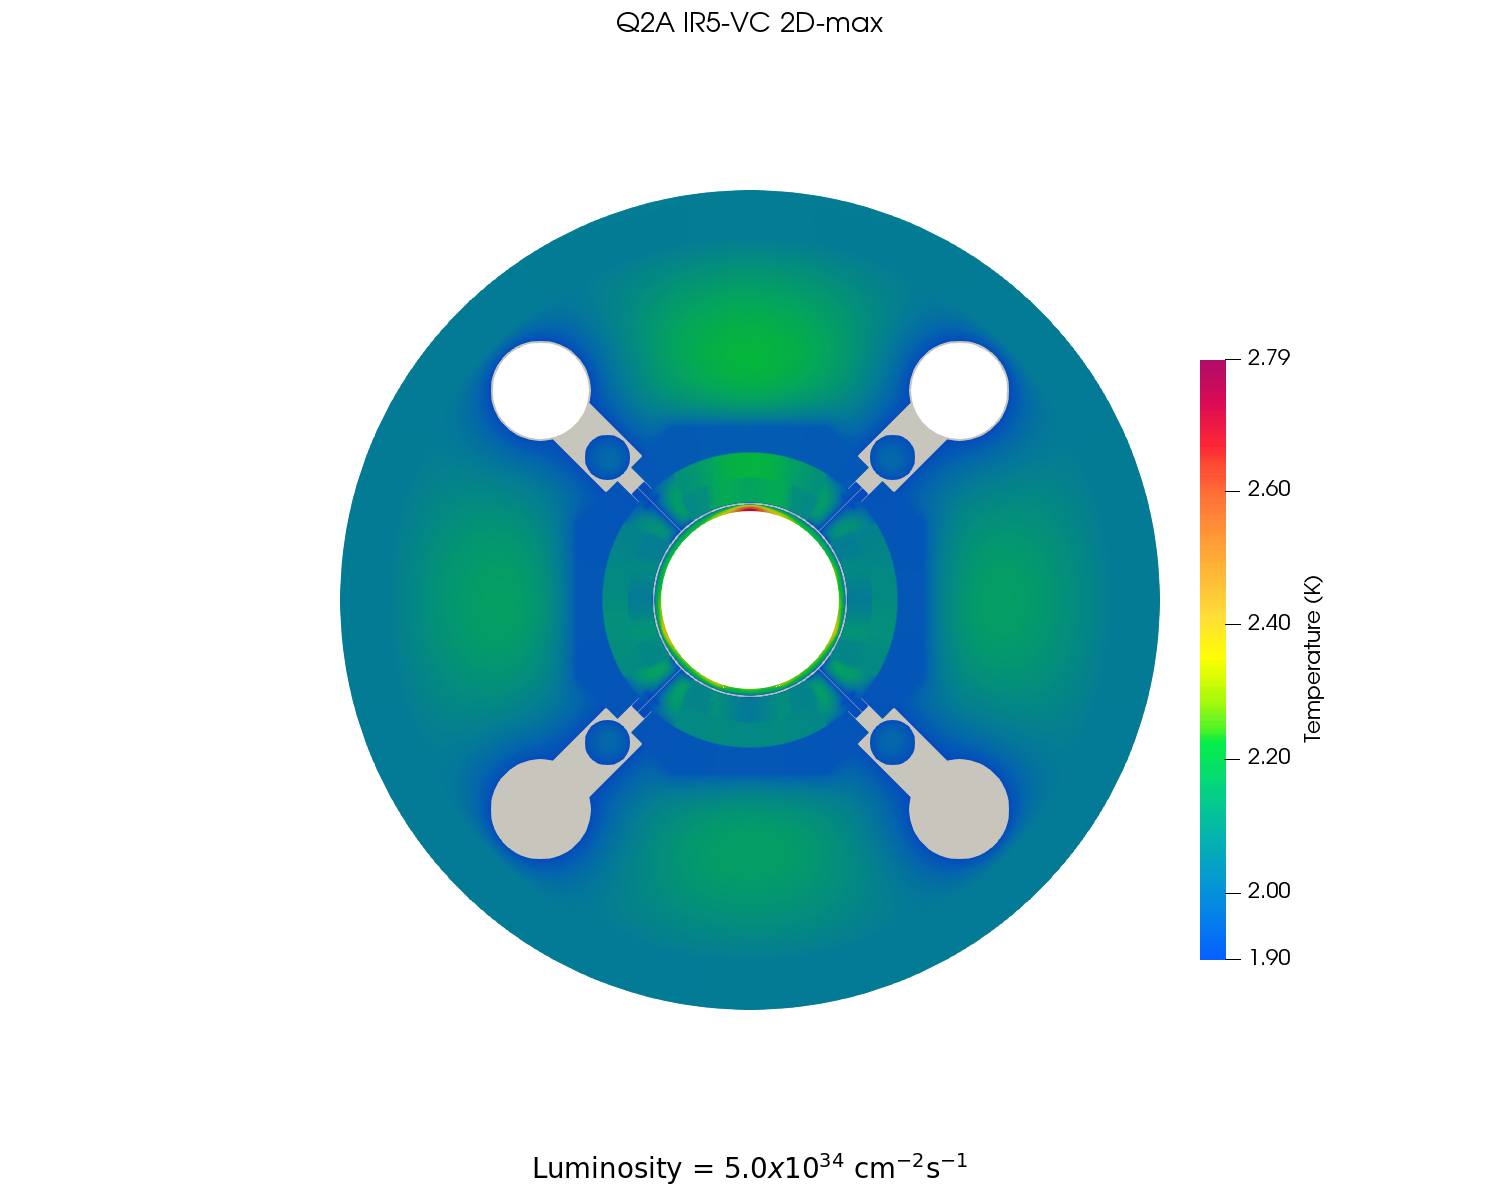 Q2A IR5-VC 2D-max
2.79
2.60
2.40
2.20
2.00
1.90
Temperature (K)
Luminosity = 5.0x10³⁴ cm⁻²s⁻¹